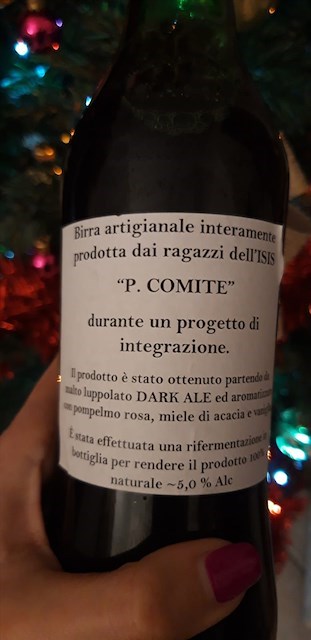 Birra artigianale interamente
prodotta dai ragazzi dell'ISIS
"P. COMITE"
durante un progetto di
integrazione.
Il prodotto è stato ottenuto partendo da
malto luppolato DARK ALE ed aromatizzato
con pompelmo rosa, miele di acacia e
È stata effettuata una rifermentazione in
bottiglia per rendere il prodotto 100%
naturale ~5,0 % Alc